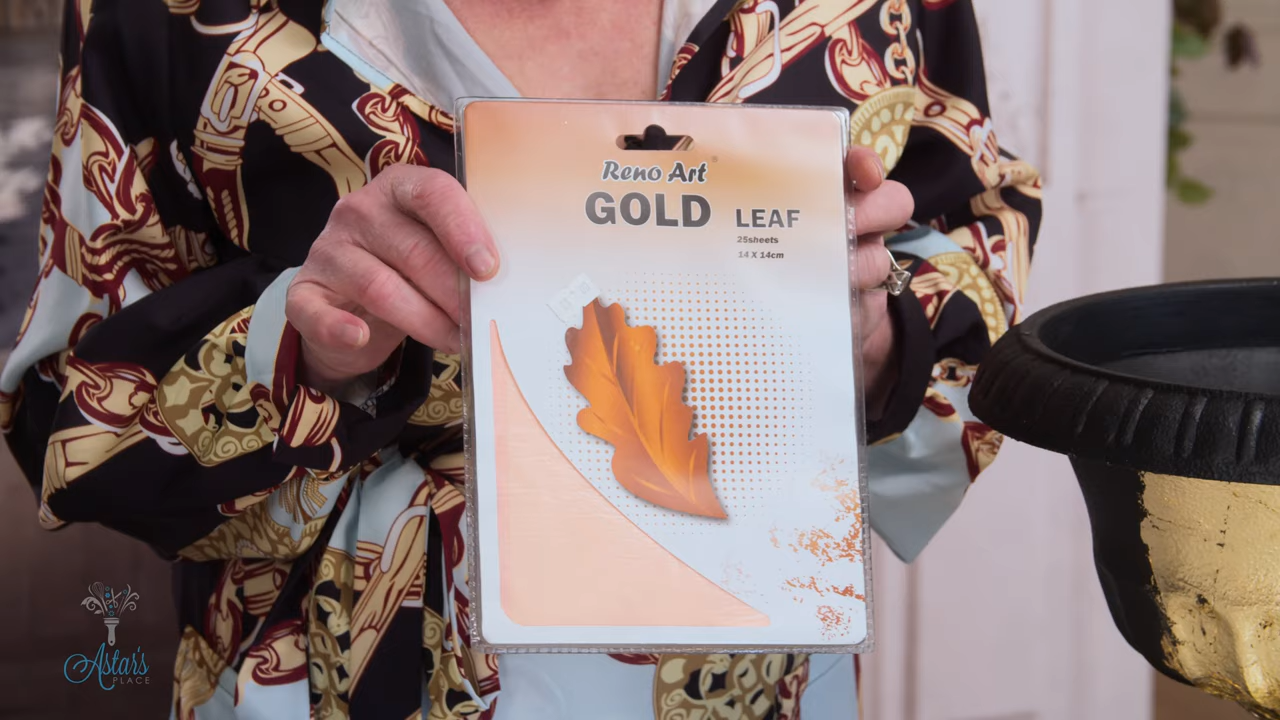 Reno Art
GOLD LEAF
25sheets
14 X 14cm
Astar's
PLACE